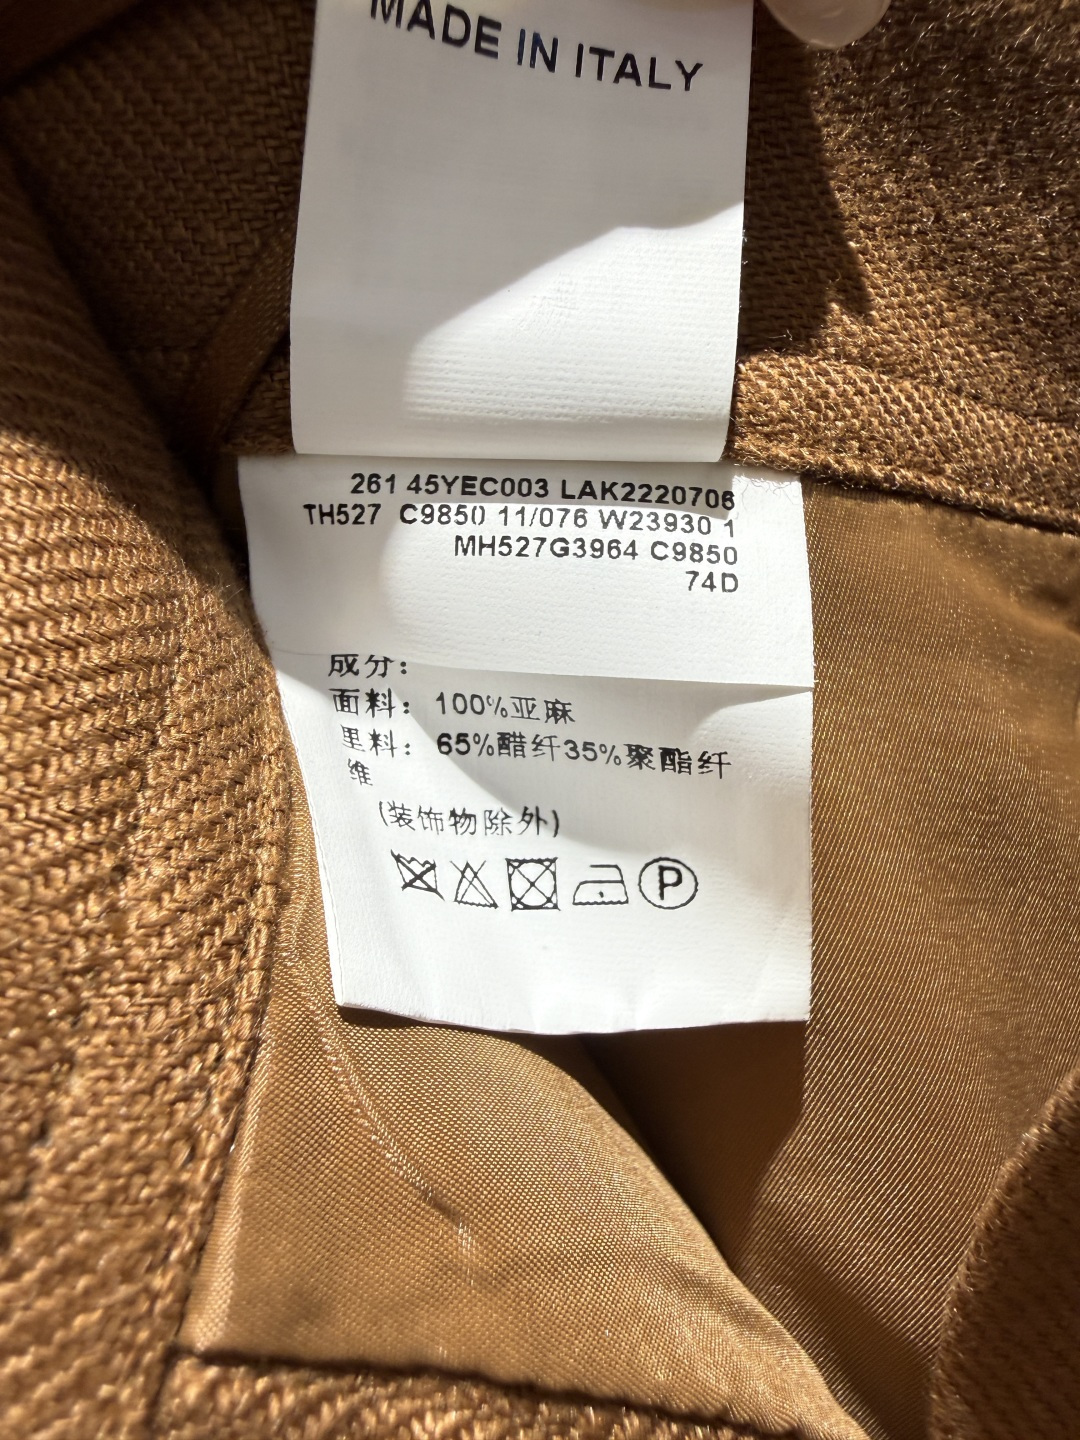 MADE IN ITALY
261 45YEC003 LAK2220706
TH527 C9850 11/076 W23930 1
MH527G3964 C9850
74D
成分：
面料：100%亚麻
里料：65%醋纤35%聚酯纤
维
(装饰物除外)
P